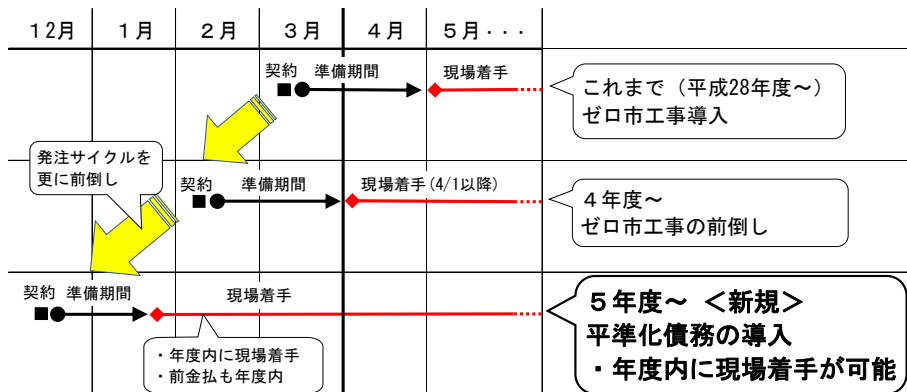 12月 1月 2月 3月 4月 5月・・・
契約 準備期間 現場着手
これまで（平成28年度～）
ゼロ市工事導入
発注サイクルを
更に前倒し
契約 準備期間 現場着手(4/1以降)
４年度～
ゼロ市工事の前倒し
契約 準備期間 現場着手
・年度内に現場着手
・前金払も年度内
５年度～ ＜新規＞
平準化債務の導入
・年度内に現場着手が可能